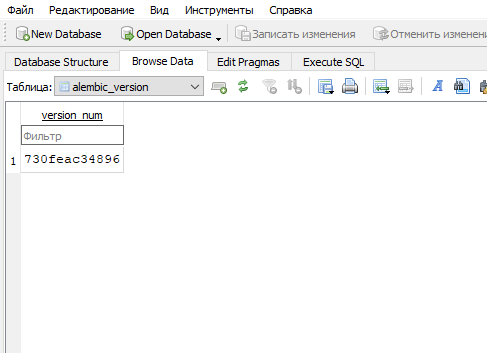 Файл Редактирование Вид Инструменты Справка
New Database Open Database Записать изменения Отменить изменени
Database Structure Browse Data Edit Pragmas Execute SQL
Таблица: alembic_version
version_num
Фильтр
1 730feac34896